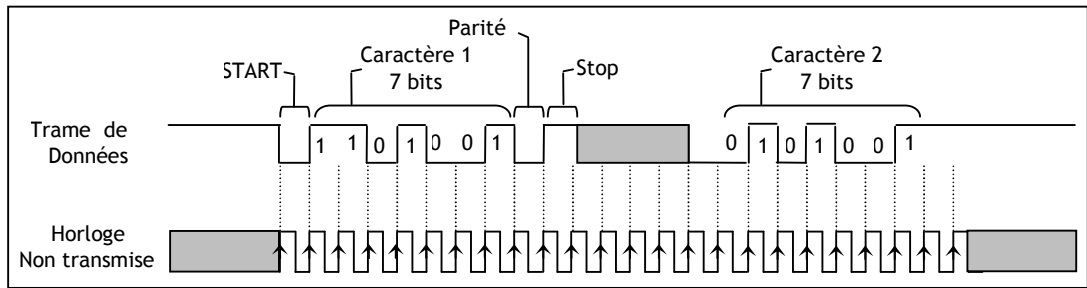 Parité
Caractère 1
7 bits
START
Stop
Caractère 2
7 bits
Trame de
Données
1 1 0 1 0 0 1
0 1 0 1 0 0 1
Horloge
Non transmise